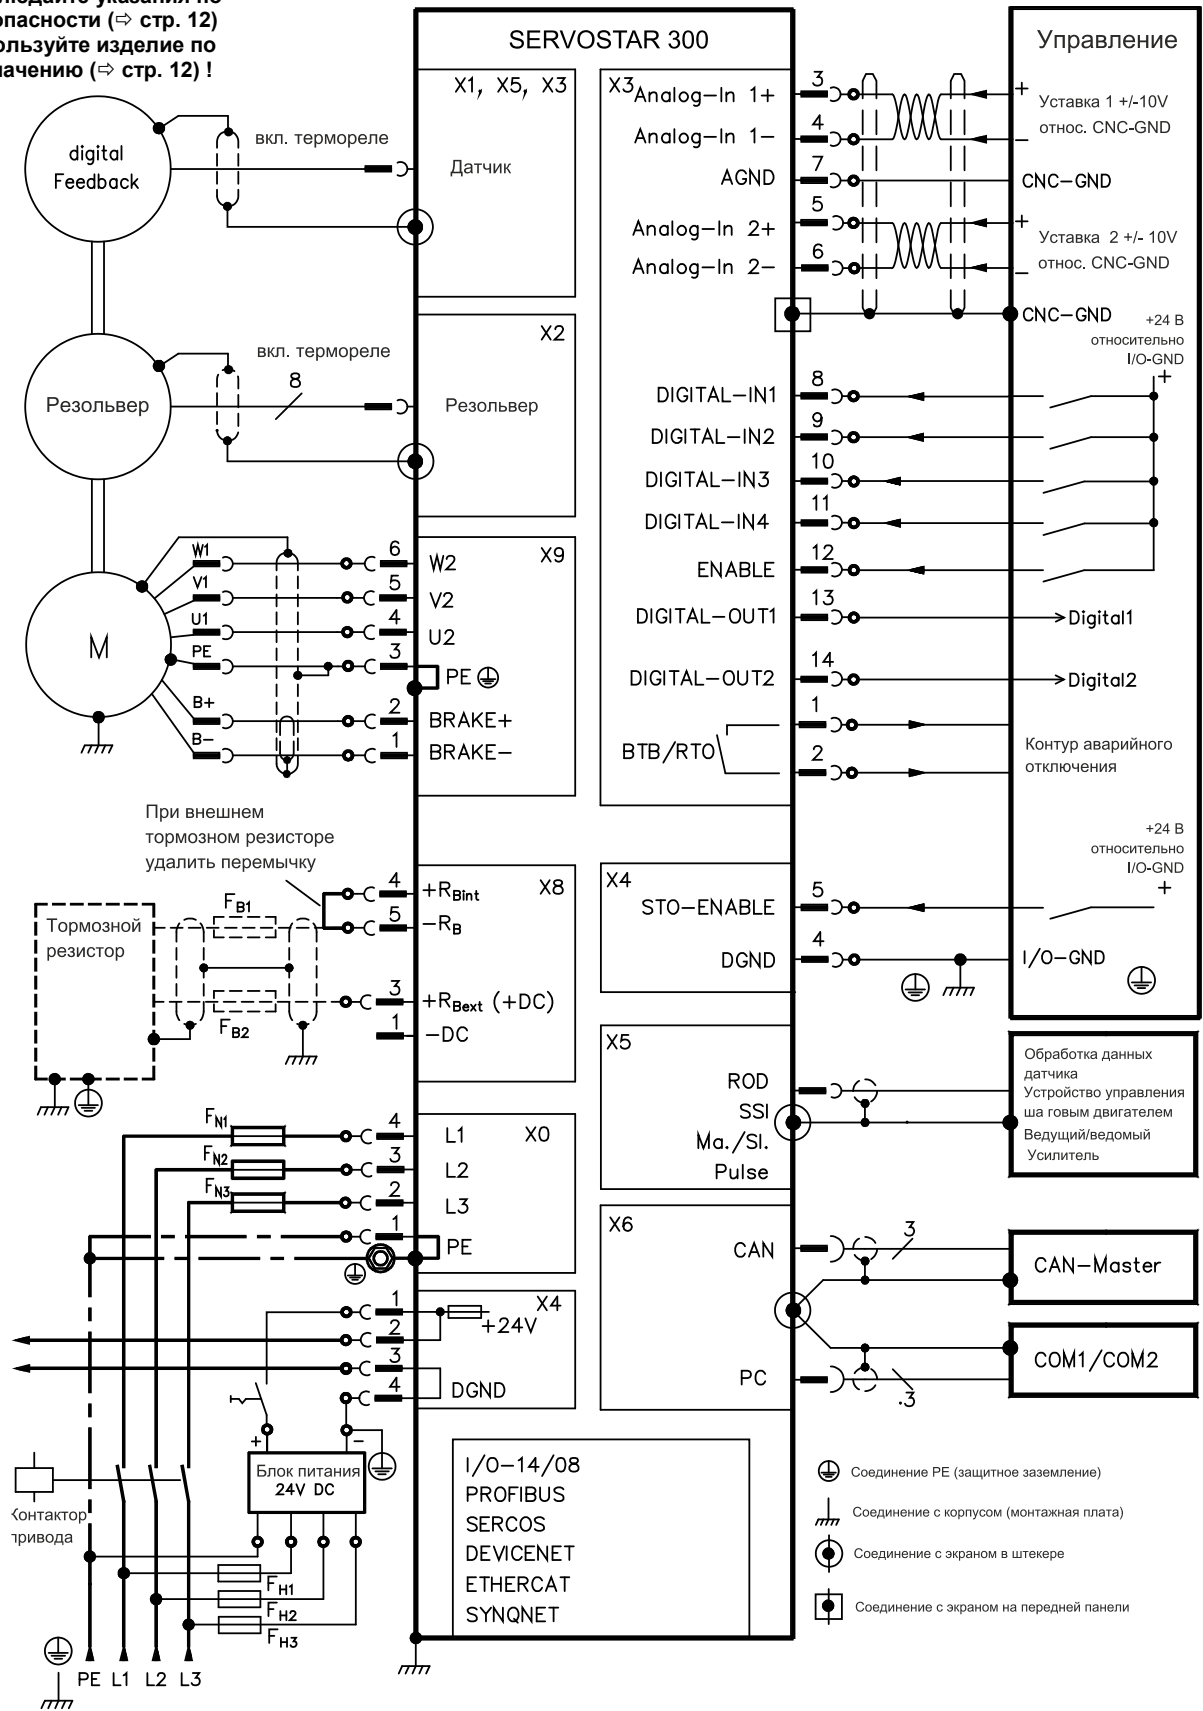 опасности (⇨ стр. 12)
пользуйте изделие по
начению (⇨ стр. 12) !
SERVOSTAR 300
Управление
X1, X5, X3
digital
Feedback
вкл. термореле
Датчик
X3
Analog-In 1+
3
+
Уставка 1 +/-10V
относ. CNC-GND
Analog-In 1-
4
–
AGND
7
CNC-GND
Analog-In 2+
5
+
Уставка 2 +/- 10V
относ. CNC-GND
Analog-In 2-
6
–
CNC-GND
+24 В
относительно
I/O-GND
+
X2
Резольвер
вкл. термореле
8
Резольвер
DIGITAL-IN1
8
DIGITAL-IN2
9
DIGITAL-IN3
10
DIGITAL-IN4
11
ENABLE
12
DIGITAL-OUT1
13
Digital1
DIGITAL-OUT2
14
Digital2
BTB/RTO
1
2
Контур аварийного
отключения
X9
M
W1
6
W2
V1
5
V2
U1
4
U2
PE
3
PE
B+
2
BRAKE+
B-
1
BRAKE-
При внешнем
тормозном резисторе
удалить перемычку
X8
Тормозной
резистор
FB1
4
+RBint
5
-RB
FB2
3
+RBext (+DC)
1
-DC
X4
STO-ENABLE
5
+24 В
относительно
I/O-GND
+
DGND
4
I/O-GND
X5
ROD
SSI
Ma./Sl.
Pulse
Обработка данных
датчика
Устройство управления
ша говым двигателем
Ведущий/ведомый
Усилитель
X0
FN1
4
L1
FN2
3
L2
FN3
2
L3
1
PE
X6
CAN
3
CAN-Master
PC
.3
COM1/COM2
X4
1
+24V
2
3
4
DGND
+
–
Блок питания
24V DC
Контактор
привода
FH1
FH2
FH3
PE L1 L2 L3
I/O-14/08
PROFIBUS
SERCOS
DEVICENET
ETHERCAT
SYNQNET
Соединение PE (защитное заземление)
Соединение с корпусом (монтажная плата)
Соединение с экраном в штекере
Соединение с экраном на передней панели